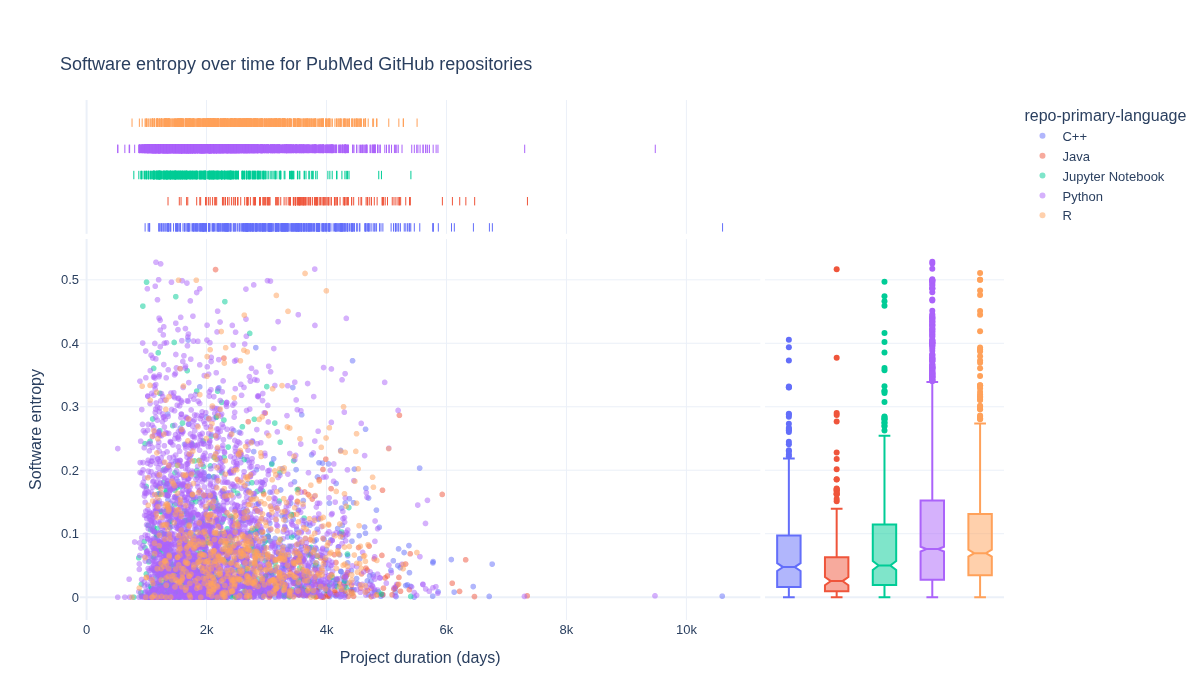 Software entropy over time for PubMed GitHub repositories
repo-primary-language
C++
Java
Jupyter Notebook
Python
R
0.5
0.4
0.3
0.2
0.1
0
Software entropy
0 2k 4k 6k 8k 10k
Project duration (days)